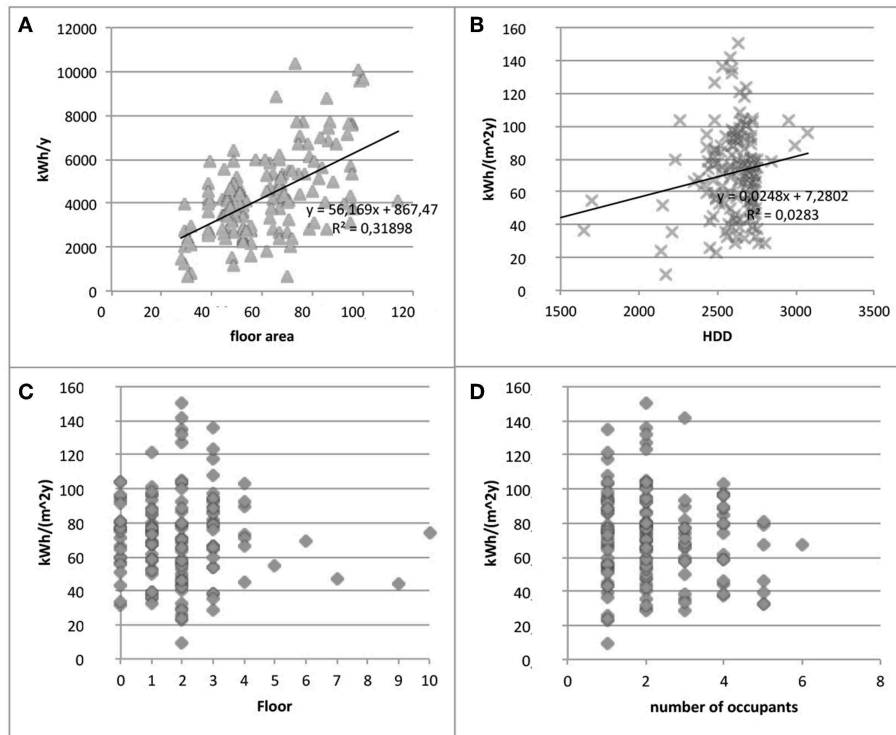 A
12000
10000
8000
6000
4000
2000
0
kWh/y
y = 56,169x + 867,47
R² = 0,31898
0 20 40 60 80 100 120
floor area
B
160
140
120
100
80
60
40
20
0
kWh/(m^2y)
y = 0,0248x + 7,2802
R² = 0,0283
1500 2000 2500 3000 3500
HDD
C
160
140
120
100
80
60
40
20
0
kWh/(m^2y)
0 1 2 3 4 5 6 7 8 9 10
Floor
D
160
140
120
100
80
60
40
20
0
kWh/(m^2y)
0 2 4 6 8
number of occupants